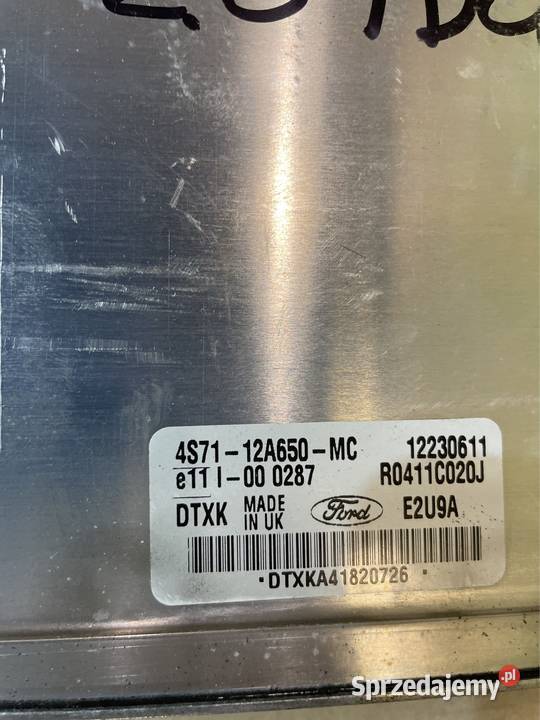 4S71-12A650-MC 12230611
e11 I-00 0287 R0411C020J
DTXK MADE IN UK Ford E2U9A
*DTXKA41820726*
Sprzedajemy.pl